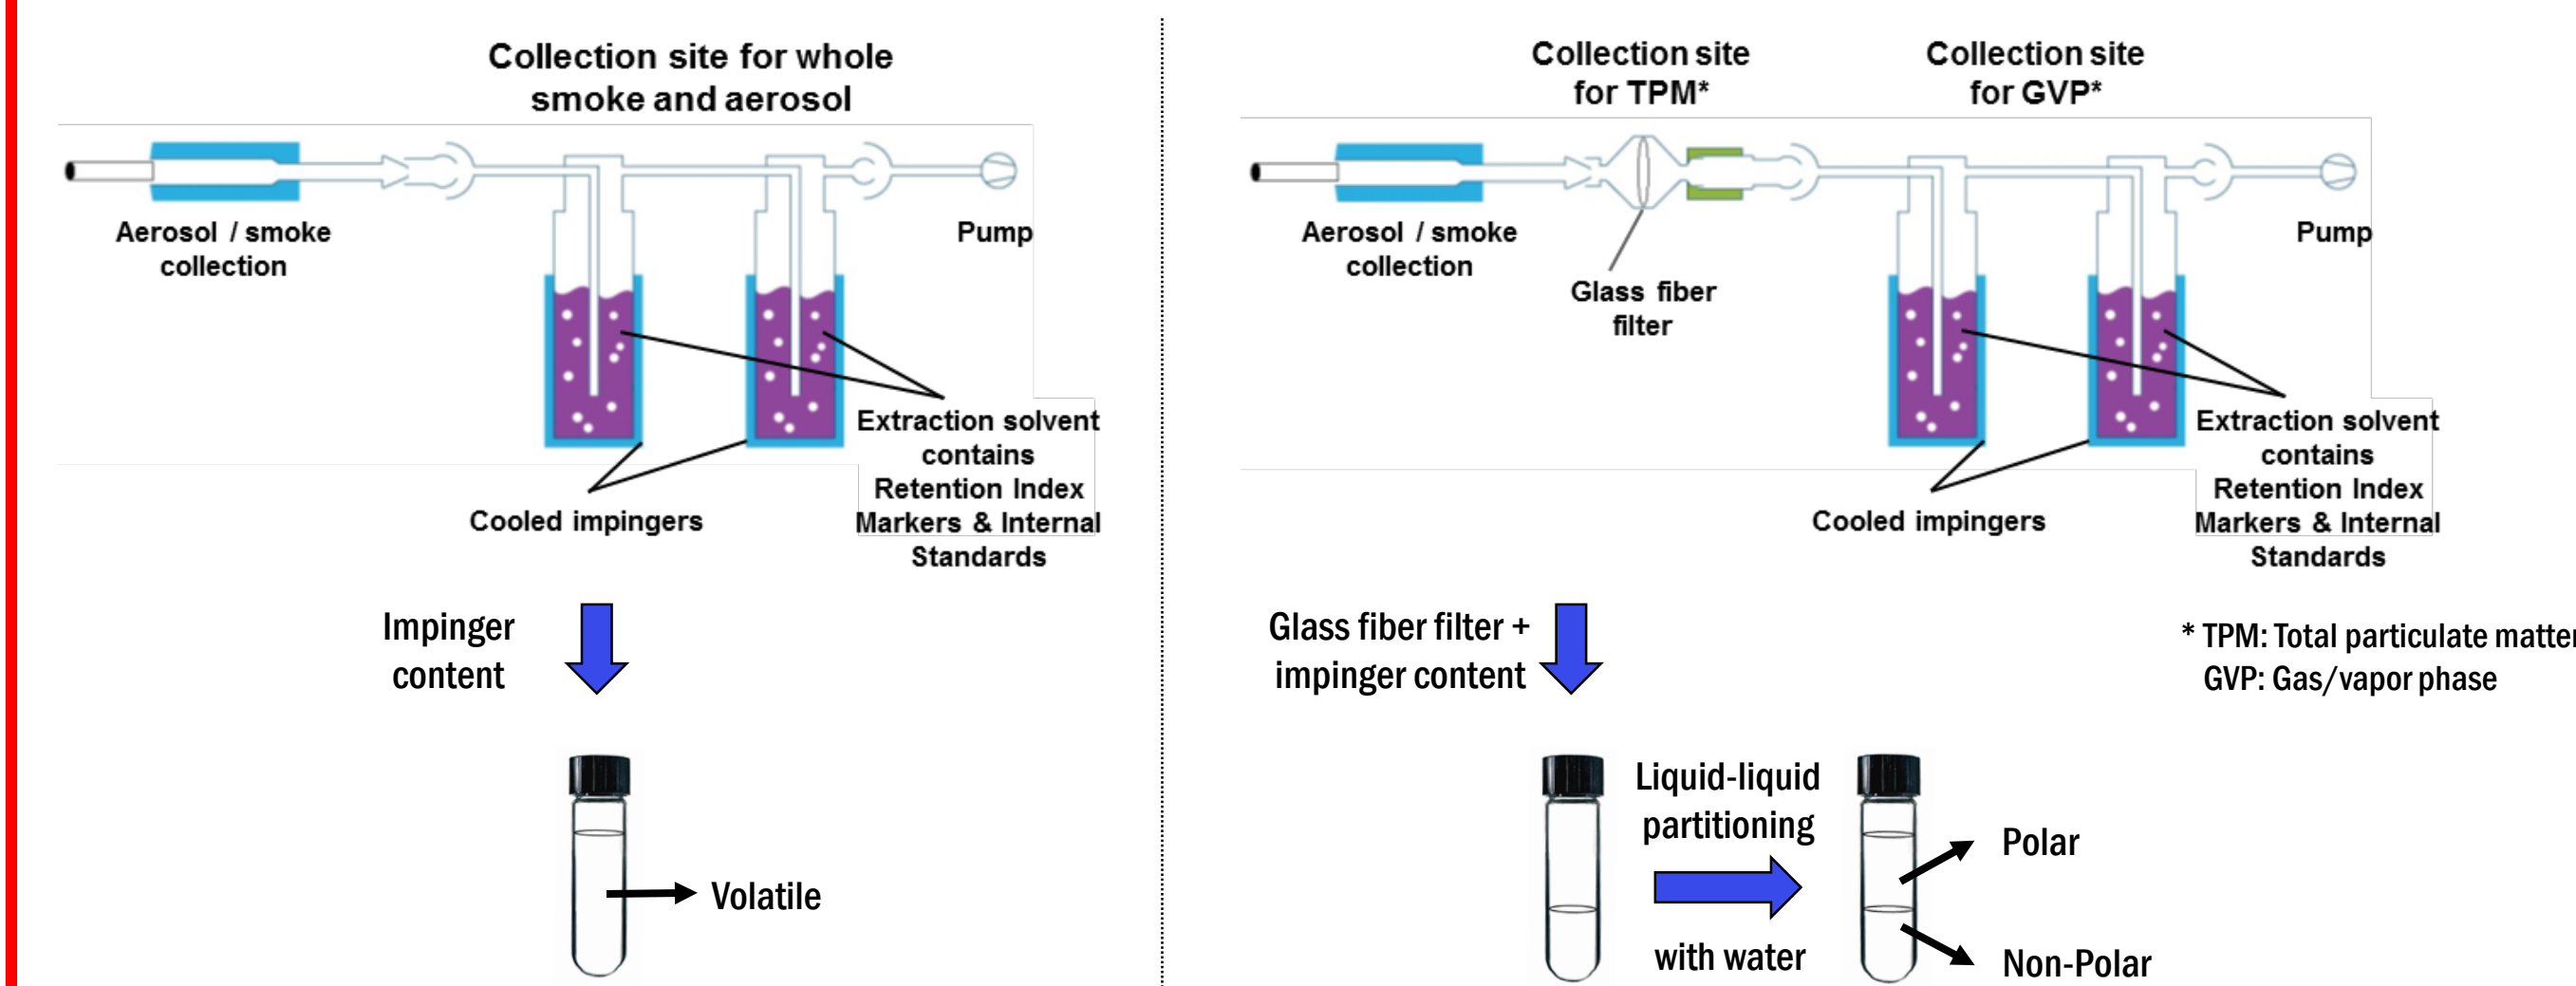 Collection site for whole
smoke and aerosol
Aerosol / smoke
collection
Pump
Extraction solvent
contains
Retention Index
Markers & Internal
Standards
Cooled impingers
Impinger
content
Volatile
Collection site
for TPM*
Collection site
for GVP*
Aerosol / smoke
collection
Glass fiber
filter
Pump
Extraction solvent
contains
Retention Index
Markers & Internal
Standards
Cooled impingers
Glass fiber filter +
impinger content
* TPM: Total particulate matter
GVP: Gas/vapor phase
Liquid-liquid
partitioning
with water
Polar
Non-Polar